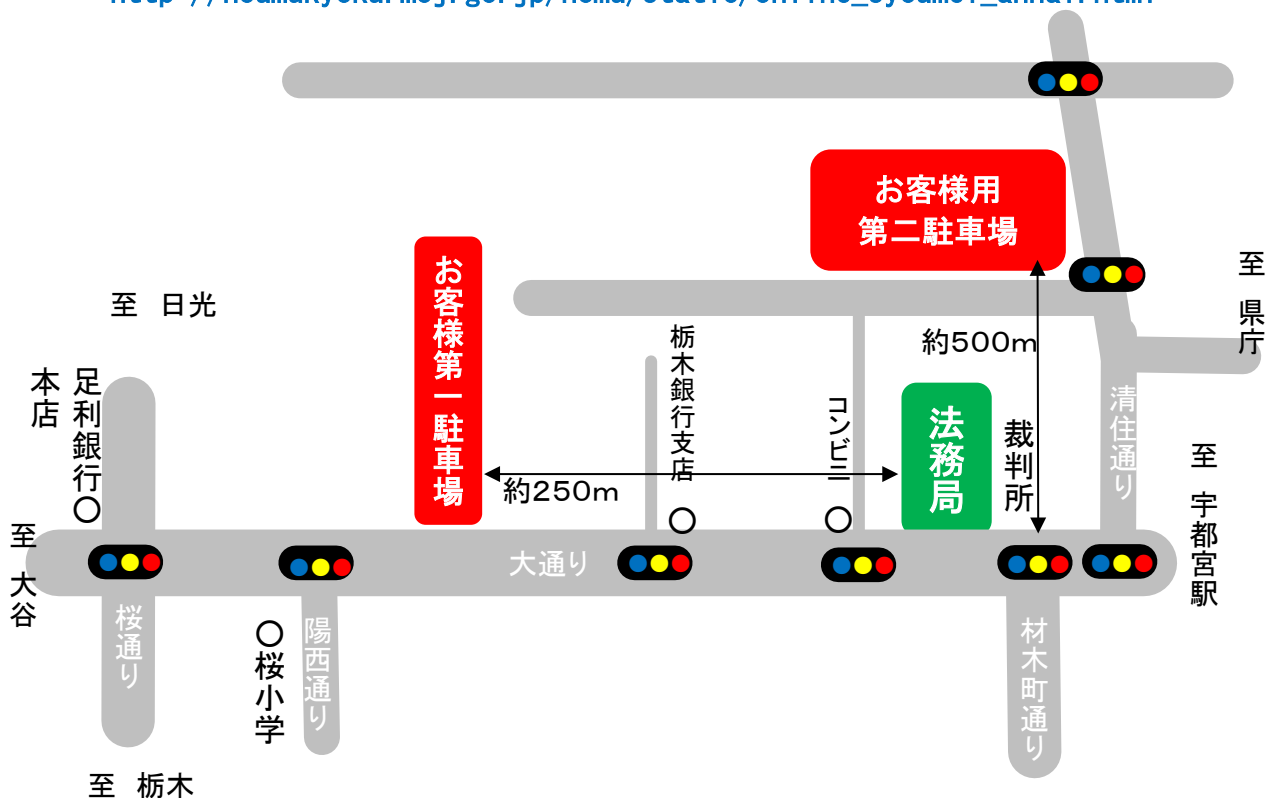 お客様用
第二駐車場
至 県庁
至 日光
お客様第一駐車場
約500m
栃木銀行支店
足利銀行
本店
コンビニ
法務局
裁判所
清住通り
約250m
至 宇都宮駅
至 大谷
大通り
桜通り
桜小学
陽西通り
材木町通り
至 栃木